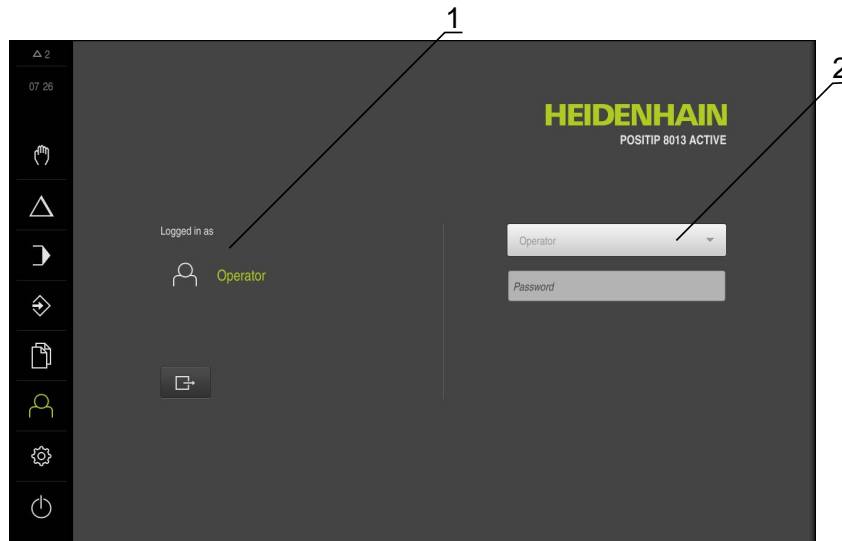 1
2
2
07 26
HEIDENHAIN
POSITIP 8013 ACTIVE
Logged in as
Operator
Operator
Password